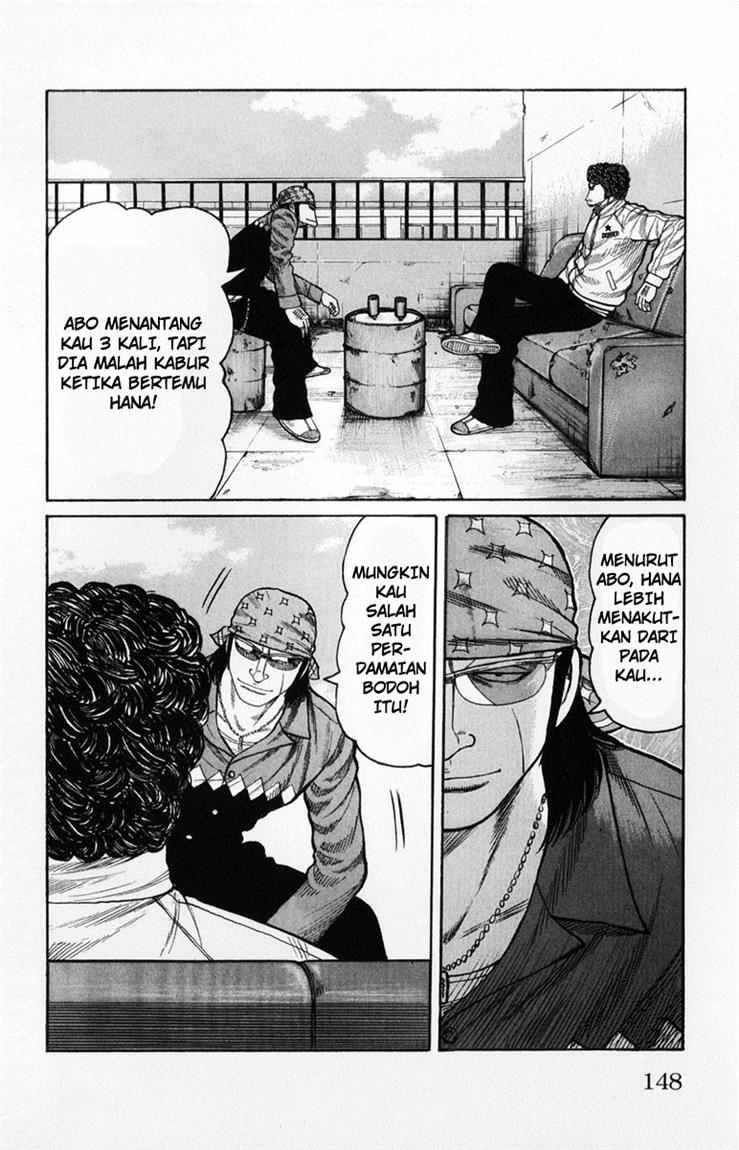 ABO MENANTANG
KAU 3 KALI, TAPI
DIA MALAH KABUR
KETIKA BERTEMU
HANA!
MENURUT
ABO, HANA
LEBIH
MENAKUT-
KAN DARI
PADA
KAU...
MUNGKIN
KAU
SALAH
SATU
PER-
DAMAIAN
BODOH
ITU!
148